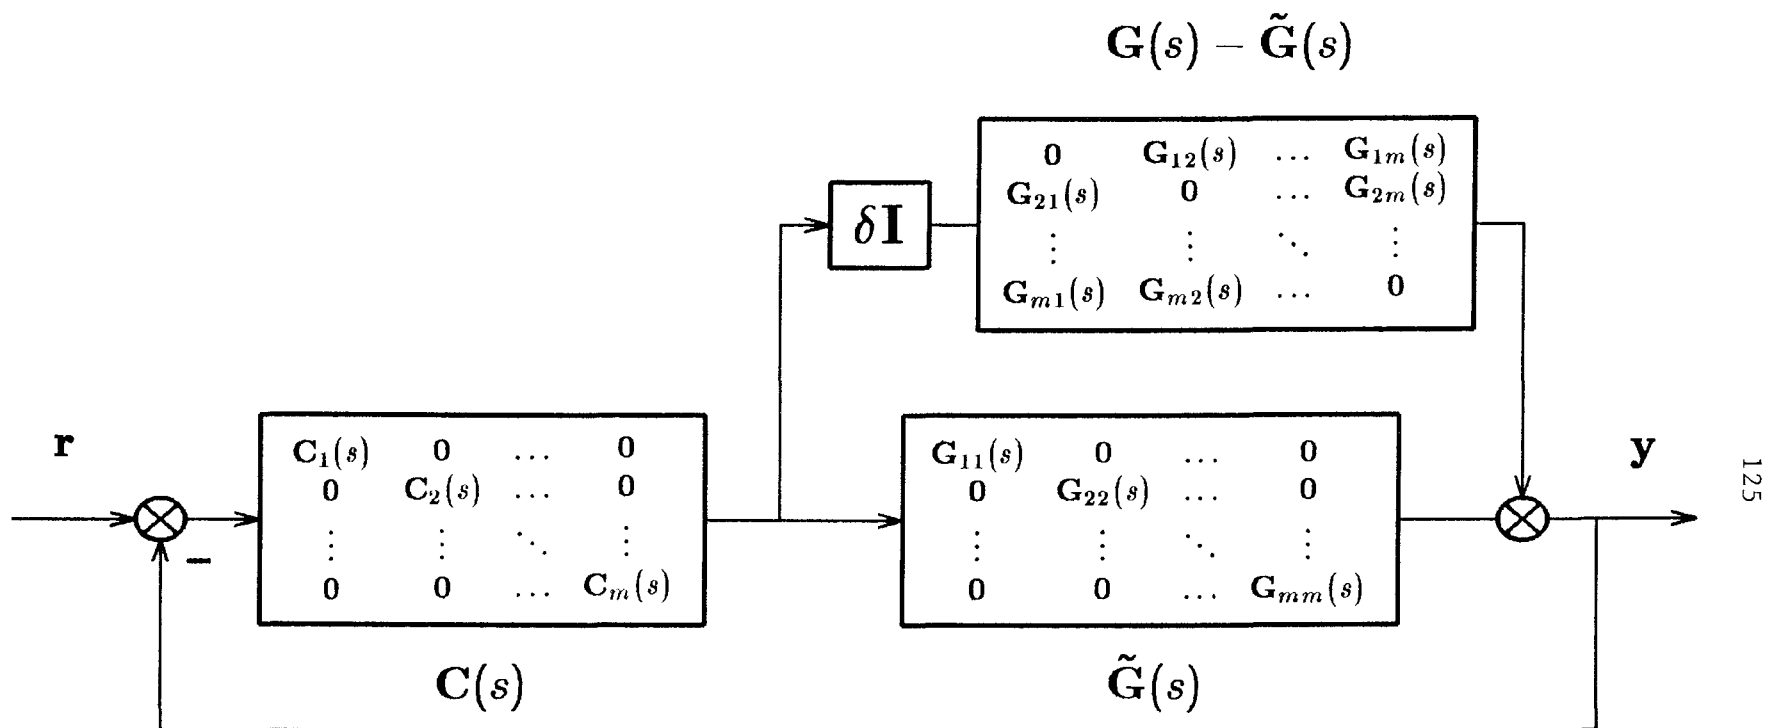 G(s) − G̃(s)
0 G₁₂(s) … G₁ₘ(s)
G₂₁(s) 0 … G₂ₘ(s)
⋮ ⋮ ⋱ ⋮
Gₘ₁(s) Gₘ₂(s) … 0
δI
r
C₁(s) 0 … 0
0 C₂(s) … 0
⋮ ⋮ ⋱ ⋮
0 0 … Cₘ(s)
C(s)
−
G₁₁(s) 0 … 0
0 G₂₂(s) … 0
⋮ ⋮ ⋱ ⋮
0 0 … Gₘₘ(s)
G̃(s)
y
125